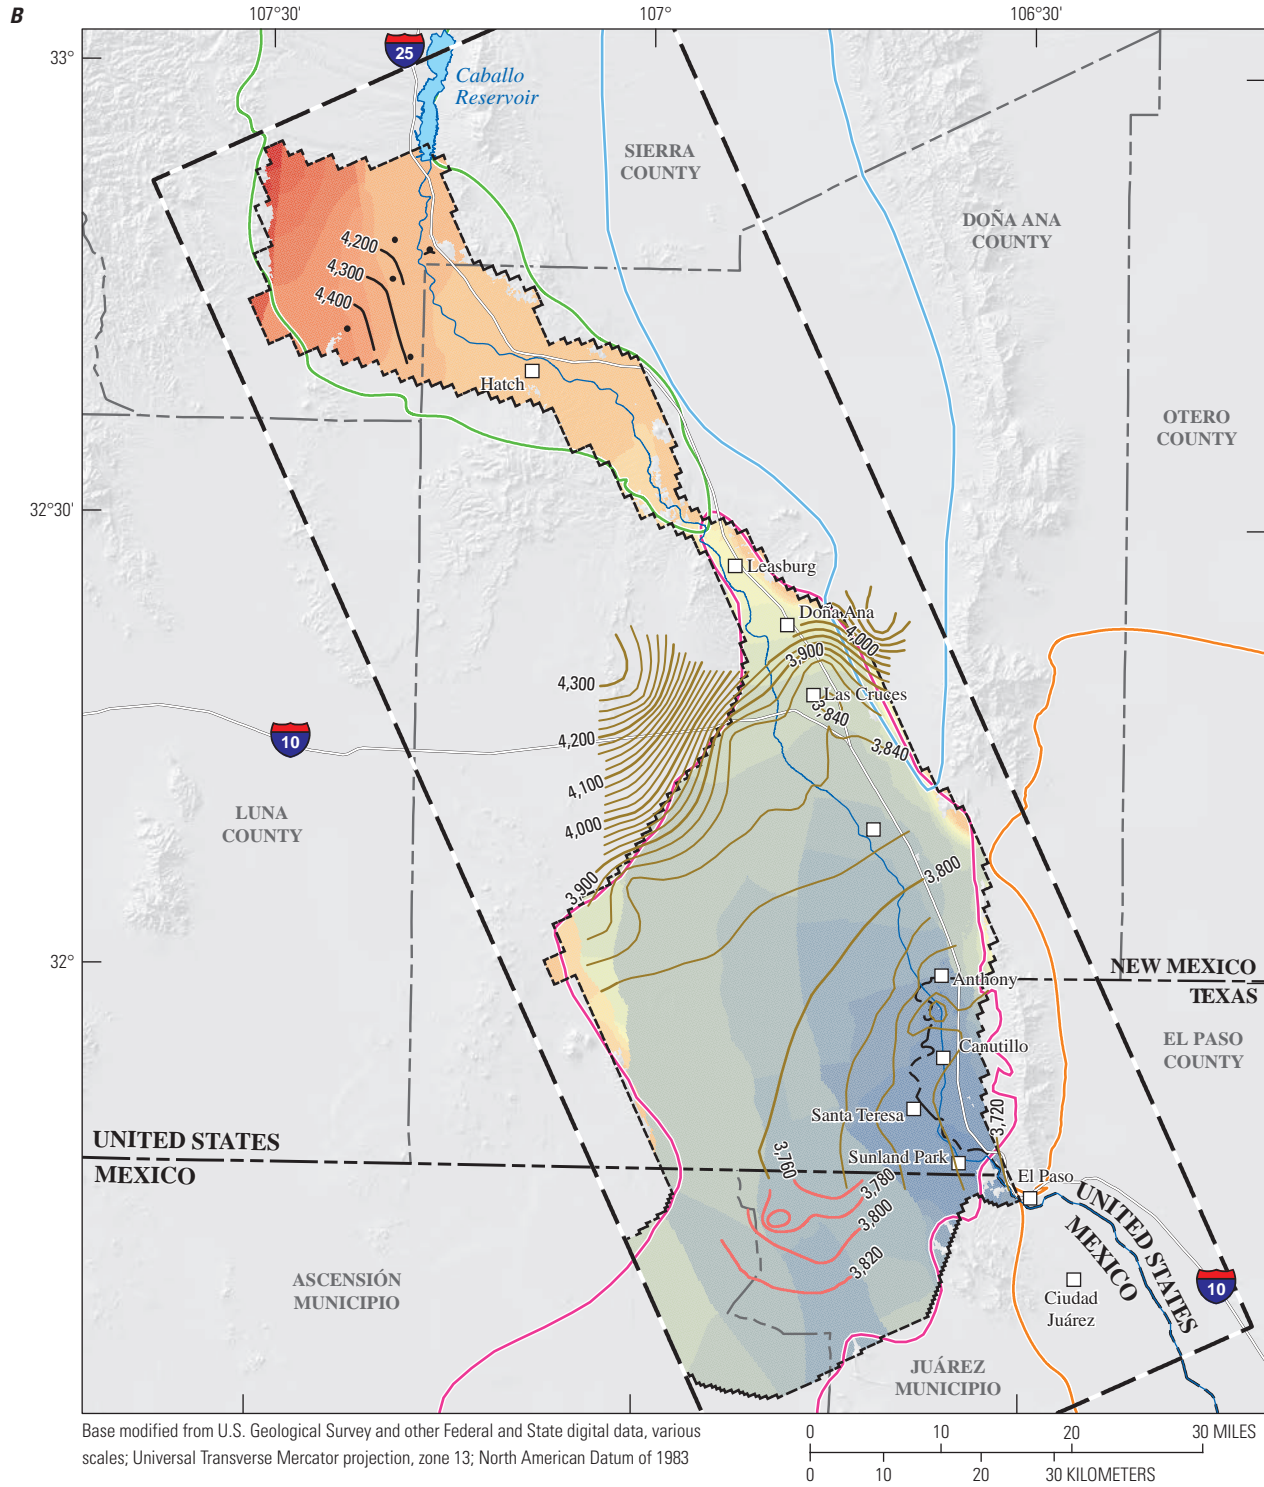 B
107°30'
107°
106°30'
33°
25
Caballo
Reservoir
SIERRA
COUNTY
DOÑA ANA
COUNTY
4,200
4,300
4,400
Hatch
OTERO
COUNTY
32°30'
Leasburg
Doña Ana
4,000
3,900
4,300
Las Cruces
3,840
4,200
3,840
10
4,100
LUNA
COUNTY
4,000
3,800
3,900
32°
NEW MEXICO
Anthony
TEXAS
Canutillo
EL PASO
COUNTY
Santa Teresa
3,720
UNITED STATES
Sunland Park
MEXICO
3,760
El Paso
3,780
UNITED STATES
3,800
MEXICO
3,820
ASCENSIÓN
MUNICIPIO
10
Ciudad
Juárez
JUÁREZ
MUNICIPIO
Base modified from U.S. Geological Survey and other Federal and State digital data, various
scales; Universal Transverse Mercator projection, zone 13; North American Datum of 1983
0 10 20 30 MILES
0 10 20 30 KILOMETERS